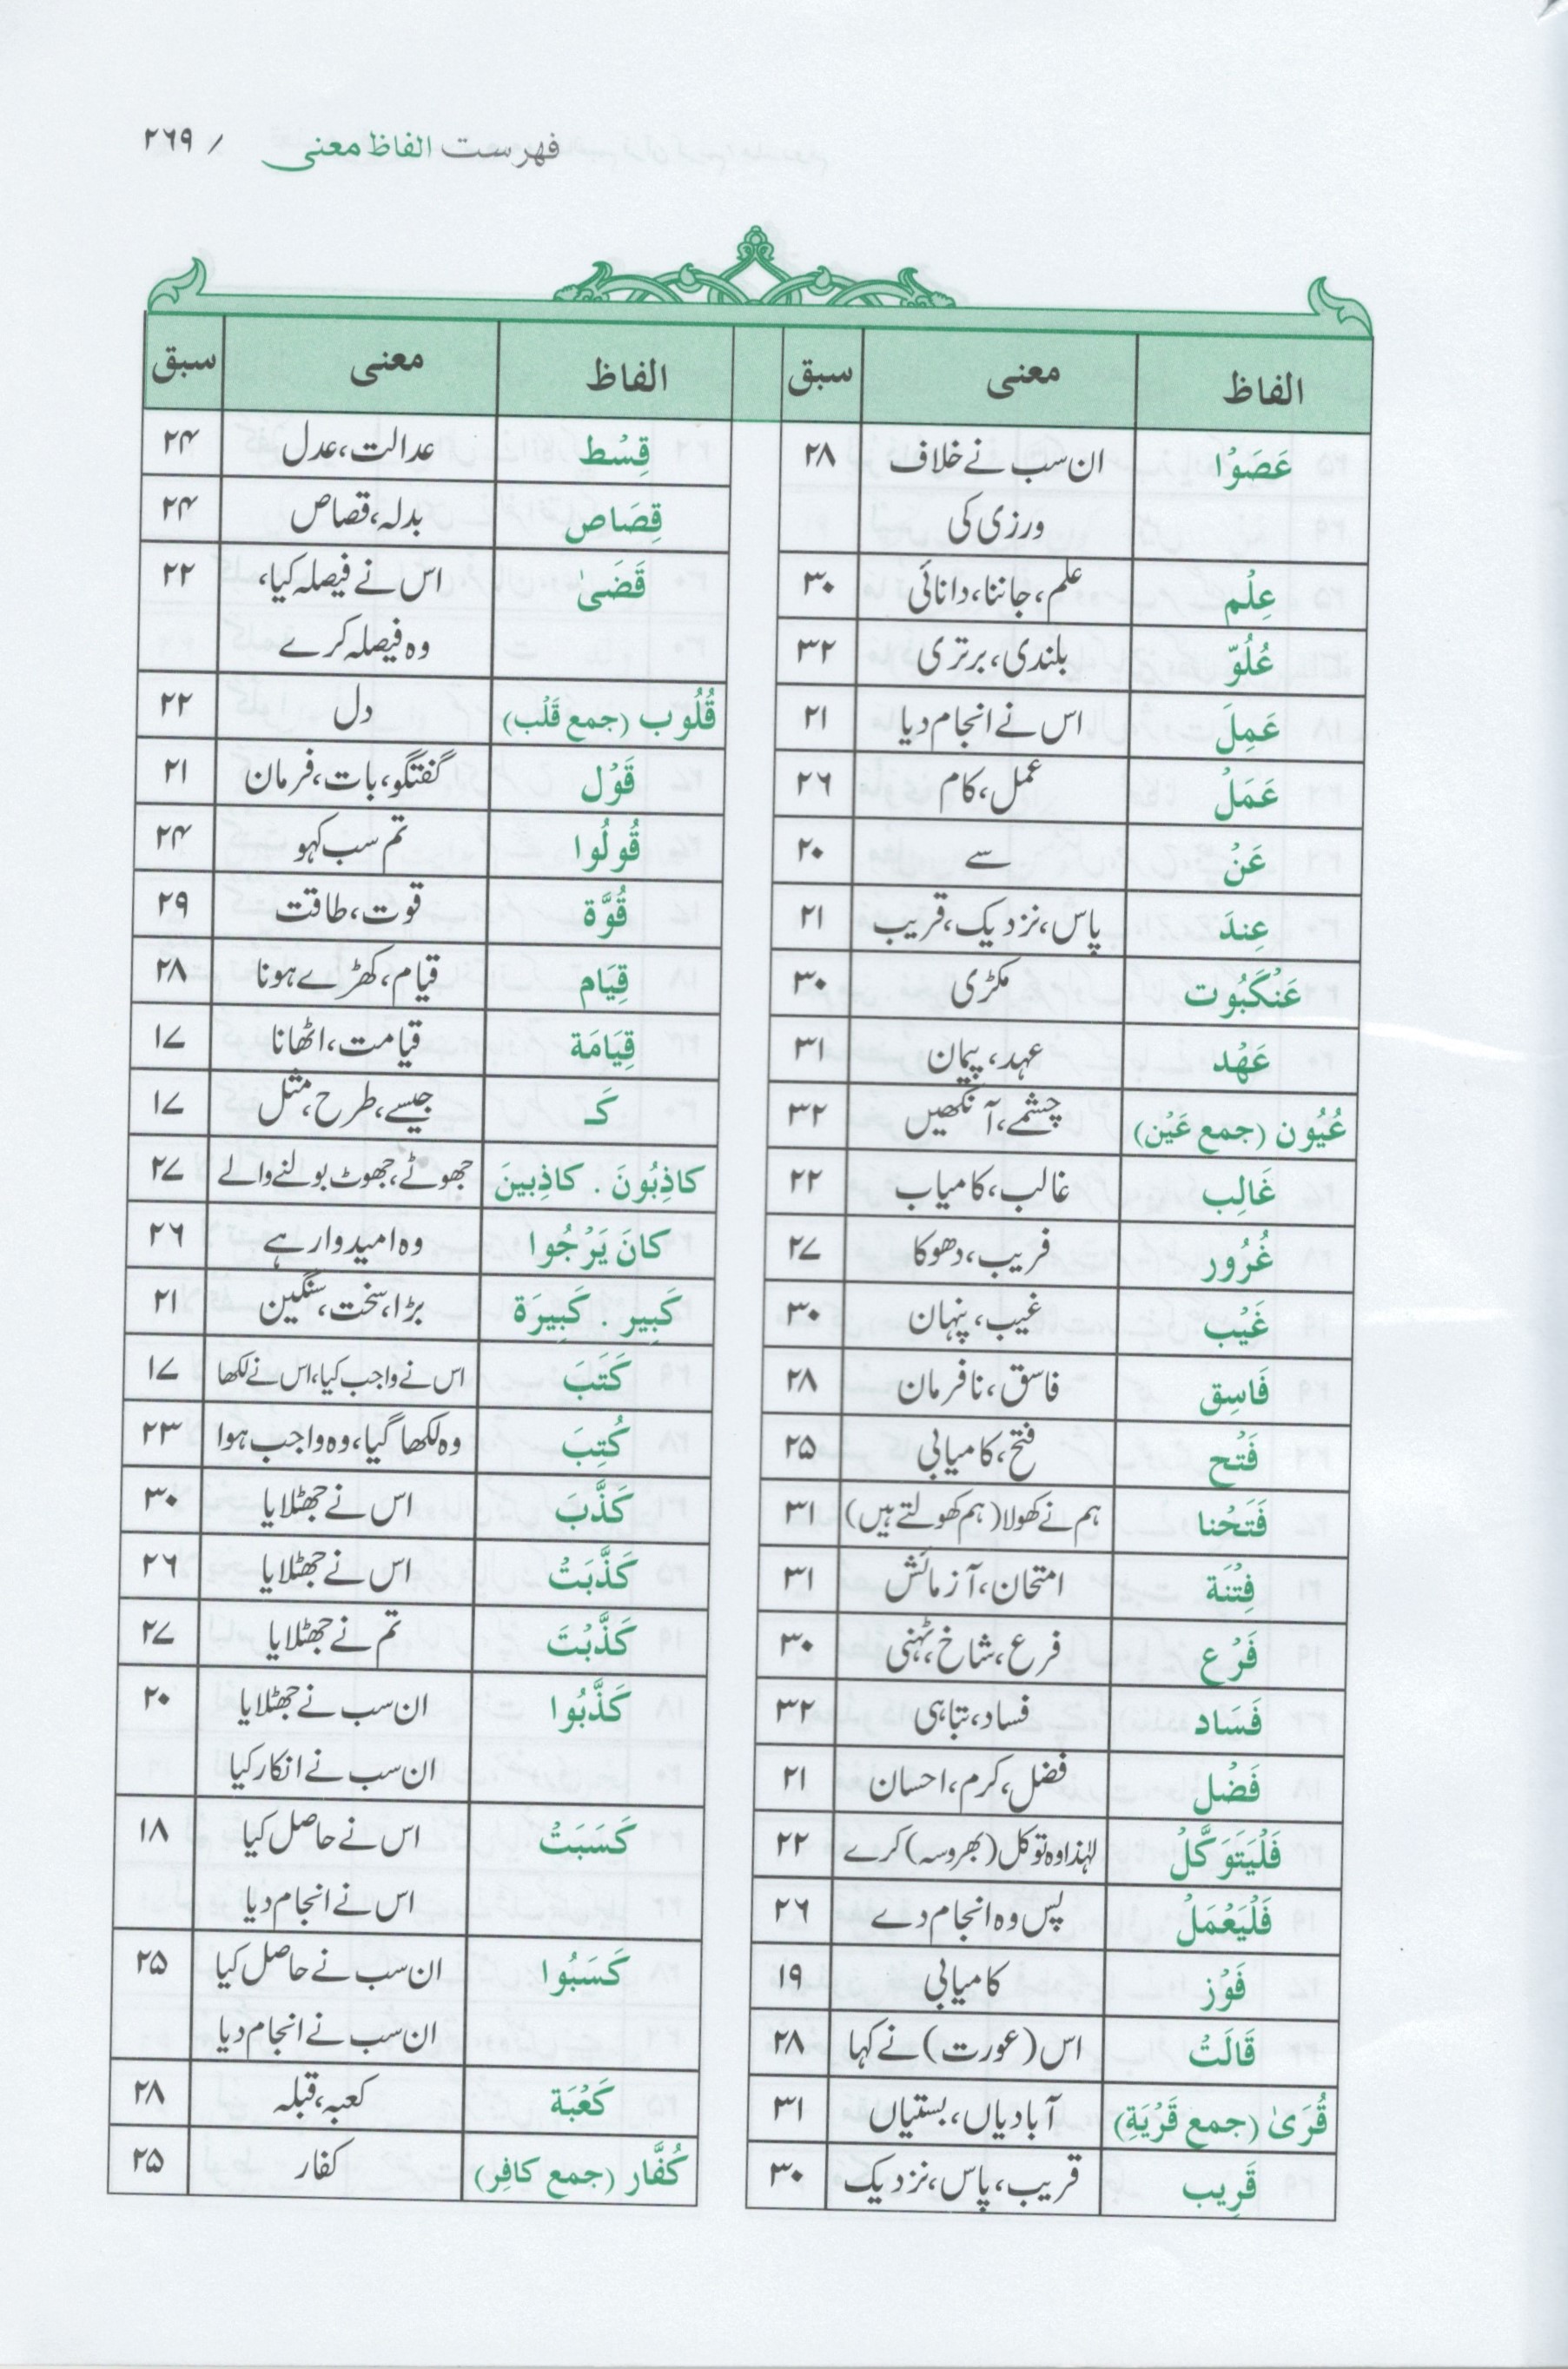 فہرست الفاظ معنی / ۲۶۹
الفاظ معنی سبق
عَصَوْا ان سب نے خلاف ۲۸
ورزی کی
عِلْم علم، جاننا، دانائی ۳۰
عُلُوّ بلندی، برتری ۳۲
عَمِلَ اس نے انجام دیا ۲۱
عَمَلْ عمل، کام ۲۶
عَنْ سے ۲۰
عِندَ پاس، نزدیک، قریب ۲۱
عَنْكَبُوت مکڑی ۳۰
عَهْد عہد، پیمان ۳۱
عُيُون (جمع عَيْن) چشمے، آنکھیں ۳۲
غَالِب غالب، کامیاب ۲۲
غُرُور فریب، دھوکا ۲۷
غَيْب غیب، پنہان ۳۰
فَاسِق فاسق، نافرمان ۲۸
فَتْح فتح، کامیابی ۲۵
فَتَحْنا ہم نے کھولا (ہم کھولتے ہیں) ۳۱
فِتْنَة امتحان، آزمائش ۳۱
فَرْع فرع، شاخ، ٹہنی ۳۰
فَسَاد فساد، تباہی ۳۲
فَضْل فضل، کرم، احسان ۲۱
فَلْيَتَوَكَّلْ لہٰذا وہ توکل (بھروسہ) کرے ۲۲
فَلْيَعْمَلْ پس وہ انجام دے ۲۶
فَوْز کامیابی ۱۹
قَالَتْ اس (عورت) نے کہا ۲۸
قُرَىٰ (جمع قَرْيَةِ) آبادیاں، بستیاں ۳۱
قَرِيب قریب، پاس، نزدیک ۳۰
الفاظ معنی سبق
قِسْط عدالت، عدل ۲۴
قِصَاص بدلہ، قصاص ۲۴
قَضَىٰ اس نے فیصلہ کیا، ۲۲
وہ فیصلہ کرے
قُلُوب (جمع قَلْب) دل ۲۲
قَوْل گفتگو، بات، فرمان ۲۱
قُولُوا تم سب کہو ۲۴
قُوَّة قوت، طاقت ۲۹
قِيَام قیام، کھڑے ہونا ۲۸
قِيَامَة قیامت، اٹھانا ۱۷
كَـ جیسے، طرح، مثل ۱۷
كاذِبُونَ . كاذِبينَ جھوٹے، جھوٹ بولنے والے ۲۷
كانَ يَرْجُوا وہ امیدوار ہے ۲۶
كَبِير . كَبِيرَة بڑا، سخت، سنگین ۲۱
كَتَبَ اس نے واجب کیا، اس نے لکھا ۱۷
كُتِبَ وہ لکھا گیا، وہ واجب ہوا ۲۳
كَذَّبَ اس نے جھٹلایا ۳۰
كَذَّبَتْ اس نے جھٹلایا ۲۶
كَذَّبْتَ تم نے جھٹلایا ۲۷
كَذَّبُوا ان سب نے جھٹلایا ۲۰
ان سب نے انکار کیا
كَسَبَتْ اس نے حاصل کیا ۱۸
اس نے انجام دیا
كَسَبُوا ان سب نے حاصل کیا ۲۵
ان سب نے انجام دیا
كَعْبَة کعبہ، قبلہ ۲۸
كُفَّار (جمع كافِر) کفار ۲۵